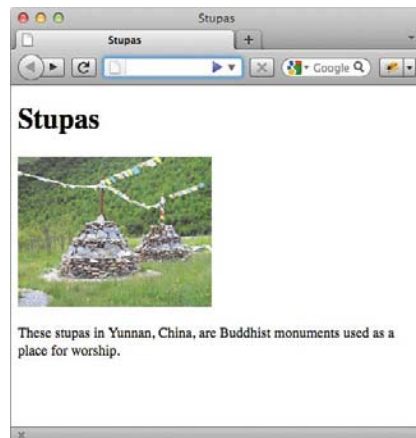 Stupas
Stupas
Google
Stupas
These stupas in Yunnan, China, are Buddhist monuments used as a
place for worship.